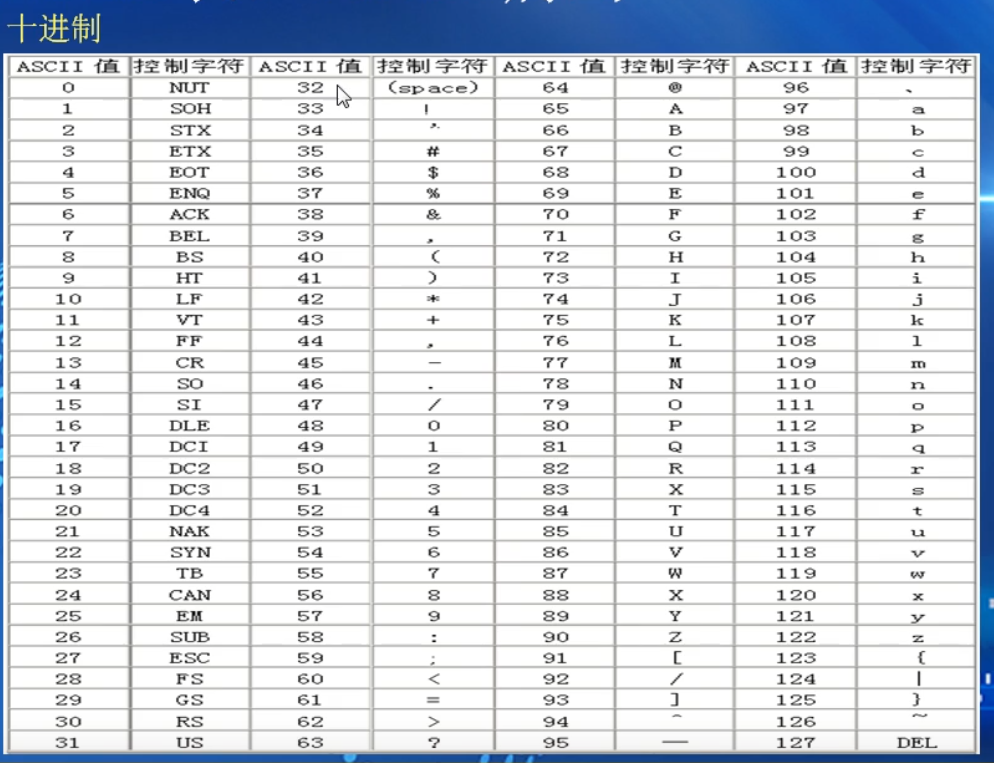 十进制
ASCII 值 控制字符 ASCII 值 控制字符 ASCII 值 控制字符 ASCII 值 控制字符
0 NUT 32 (space) 64 @ 96 、
1 SOH 33 ! 65 A 97 a
2 STX 34 ” 66 B 98 b
3 ETX 35 # 67 C 99 c
4 EOT 36 $ 68 D 100 d
5 ENQ 37 % 69 E 101 e
6 ACK 38 & 70 F 102 f
7 BEL 39 , 71 G 103 g
8 BS 40 ( 72 H 104 h
9 HT 41 ) 73 I 105 i
10 LF 42 * 74 J 106 j
11 VT 43 + 75 K 107 k
12 FF 44 , 76 L 108 l
13 CR 45 - 77 M 109 m
14 SO 46 . 78 N 110 n
15 SI 47 / 79 O 111 o
16 DLE 48 0 80 P 112 p
17 DCI 49 1 81 Q 113 q
18 DC2 50 2 82 R 114 r
19 DC3 51 3 83 X 115 s
20 DC4 52 4 84 T 116 t
21 NAK 53 5 85 U 117 u
22 SYN 54 6 86 V 118 v
23 TB 55 7 87 W 119 w
24 CAN 56 8 88 X 120 x
25 EM 57 9 89 Y 121 y
26 SUB 58 : 90 Z 122 z
27 ESC 59 ; 91 [ 123 {
28 FS 60 < 92 / 124 |
29 GS 61 = 93 ] 125 }
30 RS 62 > 94 ^ 126 ~
31 US 63 ? 95 — 127 DEL